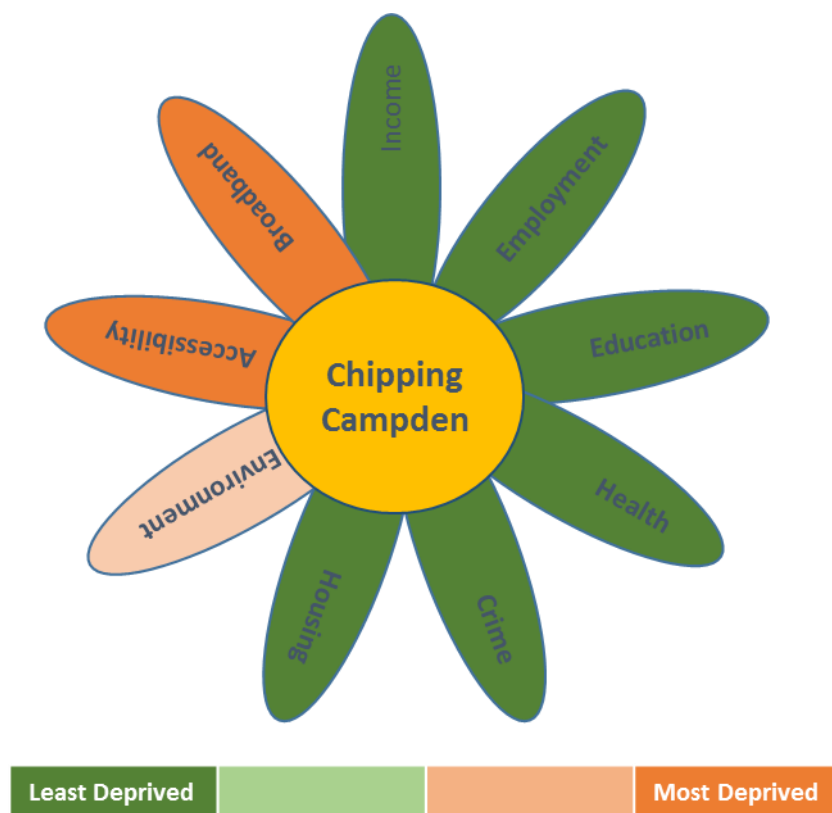 Income
Employment
Education
Health
Crime
Housing
Environment
Accessibility
Broadband
Chipping
Campden
Least Deprived
Most Deprived